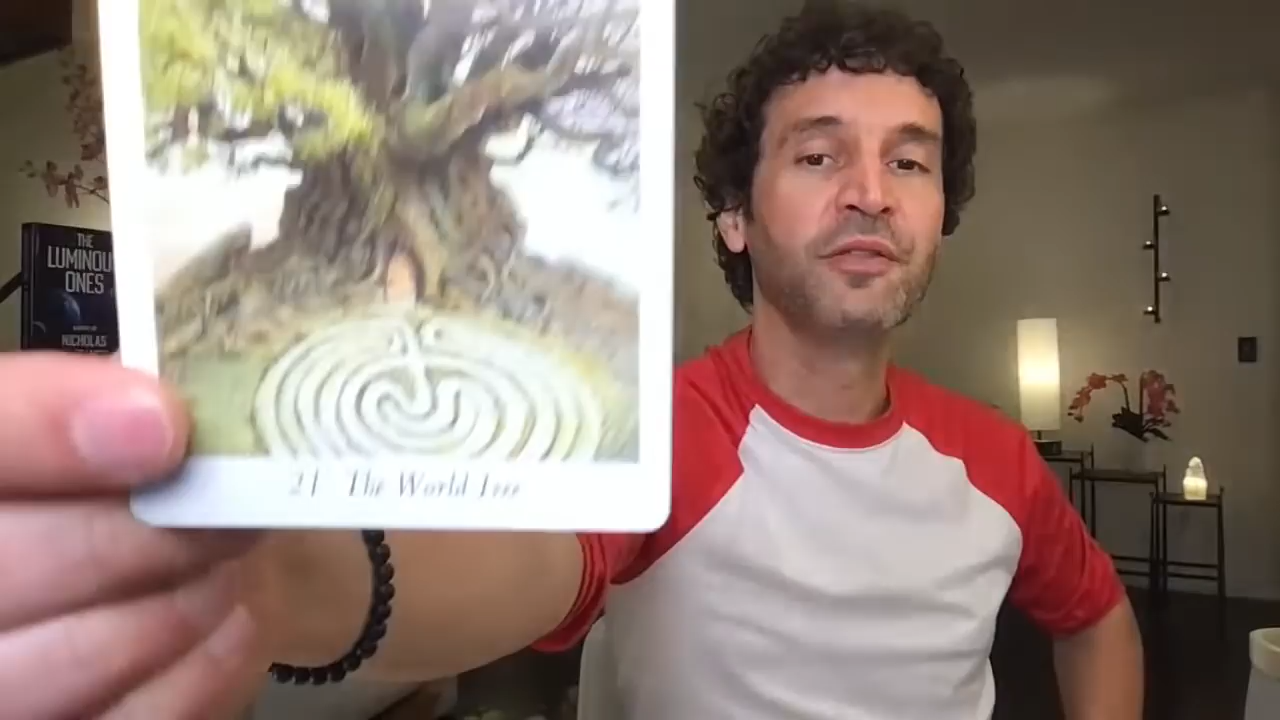 THE
LUMINOU
ONES
NICHOLAS
21 The World Tree